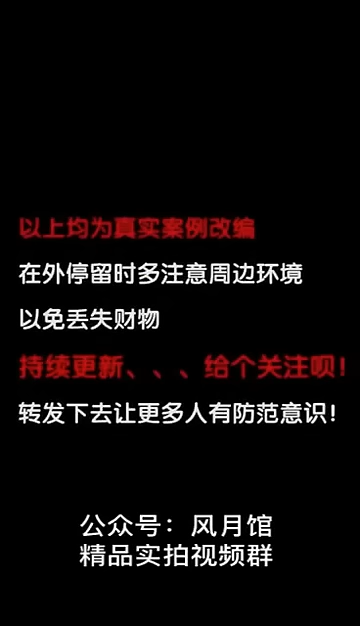 以上均为真实案例改编
在外停留时多注意周边环境
以免丢失财物
持续更新、、、给个关注呗！
转发下去让更多人有防范意识！
公众号：风月馆
精品实拍视频群